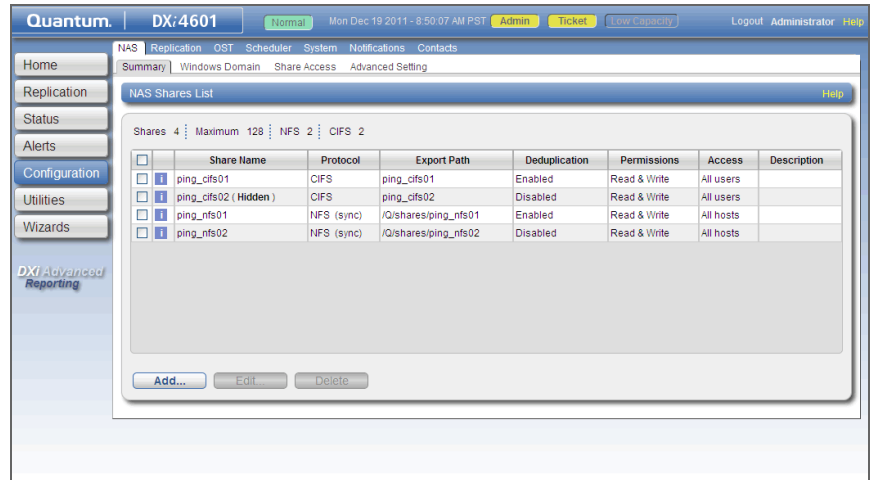 Quantum. DXi4601 Normal Mon Dec 19 2011 - 8:50:07 AM PST Admin Ticket Low Capacity Logout Administrator Help
NAS Replication OST Scheduler System Notifications Contacts
Summary Windows Domain Share Access Advanced Setting
Home
Replication
Status
Alerts
Configuration
Utilities
Wizards
DXi Advanced
Reporting
NAS Shares List Help
Shares 4 Maximum 128 NFS 2 CIFS 2
Share Name Protocol Export Path Deduplication Permissions Access Description
i ping_cifs01 CIFS ping_cifs01 Enabled Read & Write All users
i ping_cifs02 ( Hidden ) CIFS ping_cifs02 Disabled Read & Write All users
i ping_nfs01 NFS (sync) /Q/shares/ping_nfs01 Enabled Read & Write All hosts
i ping_nfs02 NFS (sync) /Q/shares/ping_nfs02 Disabled Read & Write All hosts
Add... Edit... Delete